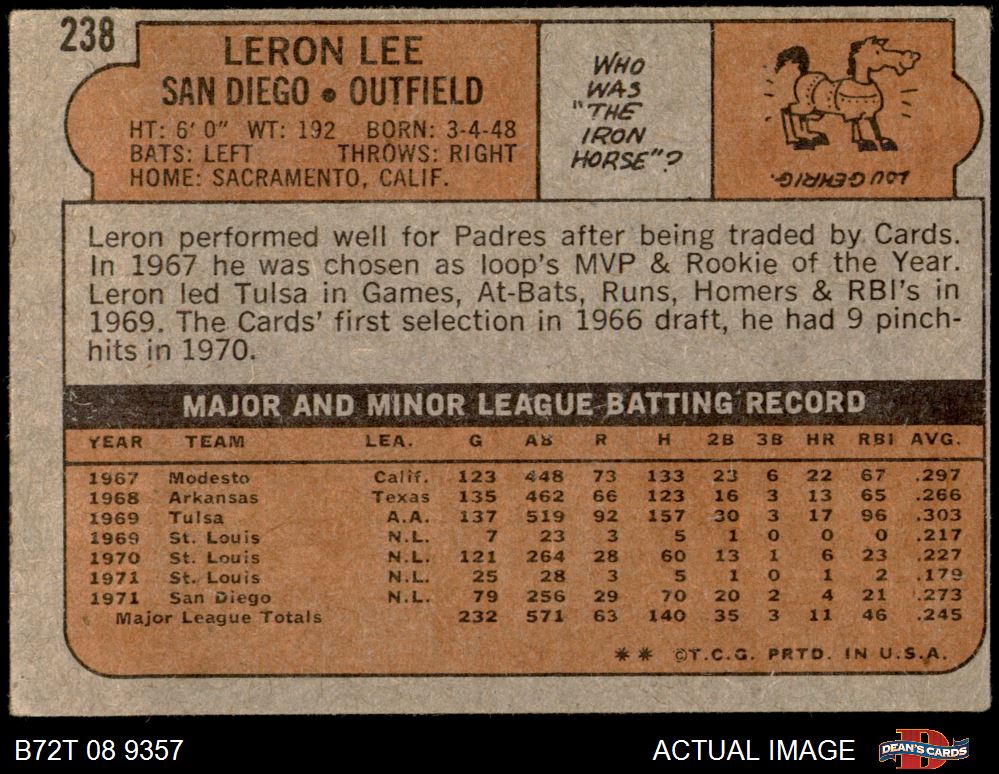 238
LERON LEE
SAN DIEGO • OUTFIELD
HT: 6' 0" WT: 192 BORN: 3-4-48
BATS: LEFT THROWS: RIGHT
HOME: SACRAMENTO, CALIF.
WHO
WAS
"THE
IRON
HORSE"?
LOU GEHRIG.
Leron performed well for Padres after being traded by Cards.
In 1967 he was chosen as loop's MVP & Rookie of the Year.
Leron led Tulsa in Games, At-Bats, Runs, Homers & RBI's in
1969. The Cards' first selection in 1966 draft, he had 9 pinch-
hits in 1970.
MAJOR AND MINOR LEAGUE BATTING RECORD
YEAR TEAM LEA. G AB R H 2B 3B HR RBI AVG.
1967 Modesto Calif. 123 448 73 133 23 6 22 67 .297
1968 Arkansas Texas 135 462 66 123 16 3 13 65 .266
1969 Tulsa A.A. 137 519 92 157 30 3 17 96 .303
1969 St. Louis N.L. 7 23 3 5 1 0 0 0 .217
1970 St. Louis N.L. 121 264 28 60 13 1 6 23 .227
1971 St. Louis N.L. 25 28 3 5 1 0 1 2 .179
1971 San Diego N.L. 79 256 29 70 20 2 4 21 .273
Major League Totals 232 571 63 140 35 3 11 46 .245
** ©T.C.G. PRTD. IN U.S.A.
B72T 08 9357 ACTUAL IMAGE DEAN'S CARDS